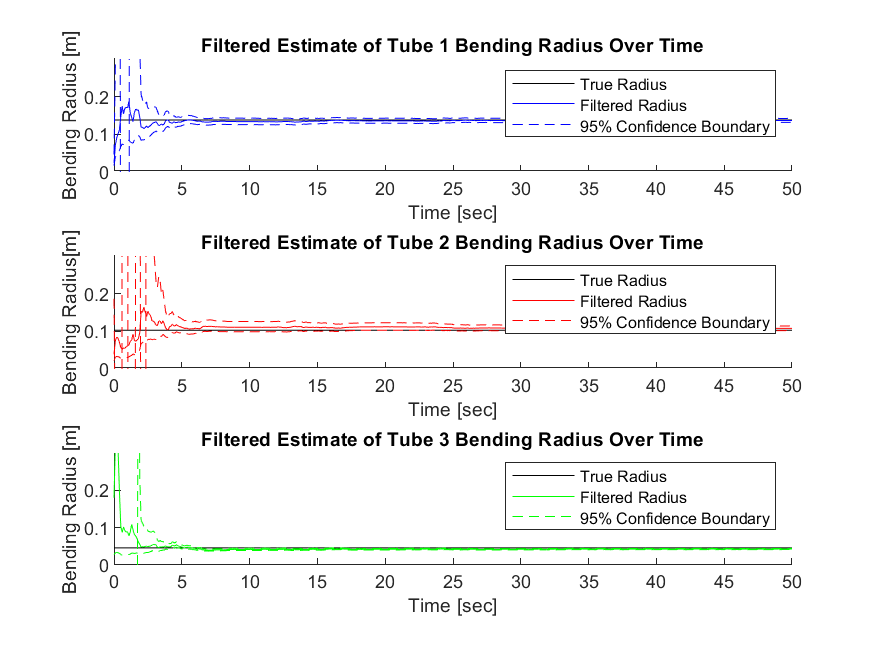 Filtered Estimate of Tube 1 Bending Radius Over Time
Bending Radius [m]
0.2
0.1
0
True Radius
Filtered Radius
95% Confidence Boundary
0 5 10 15 20 25 30 35 40 45 50
Time [sec]
Filtered Estimate of Tube 2 Bending Radius Over Time
Bending Radius[m]
0.2
0.1
0
True Radius
Filtered Radius
95% Confidence Boundary
0 5 10 15 20 25 30 35 40 45 50
Time [sec]
Filtered Estimate of Tube 3 Bending Radius Over Time
Bending Radius [m]
0.2
0.1
0
True Radius
Filtered Radius
95% Confidence Boundary
0 5 10 15 20 25 30 35 40 45 50
Time [sec]